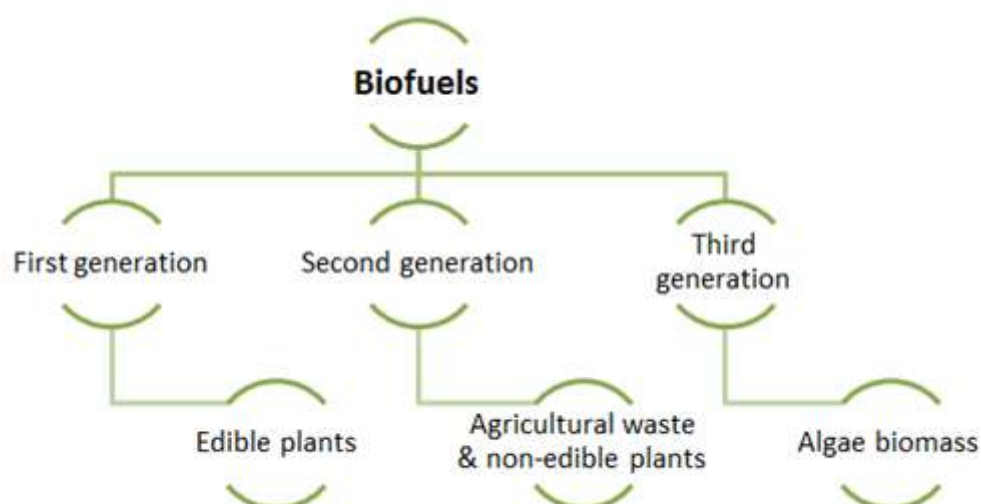 Biofuels
First generation
Second generation
Third
generation
Edible plants
Agricultural waste
& non-edible plants
Algae biomass